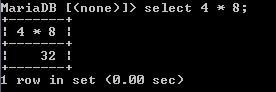 MariaDB [(none)]> select 4 * 8;
+-------+
| 4 * 8 |
+-------+
|    32 |
+-------+
1 row in set (0.00 sec)